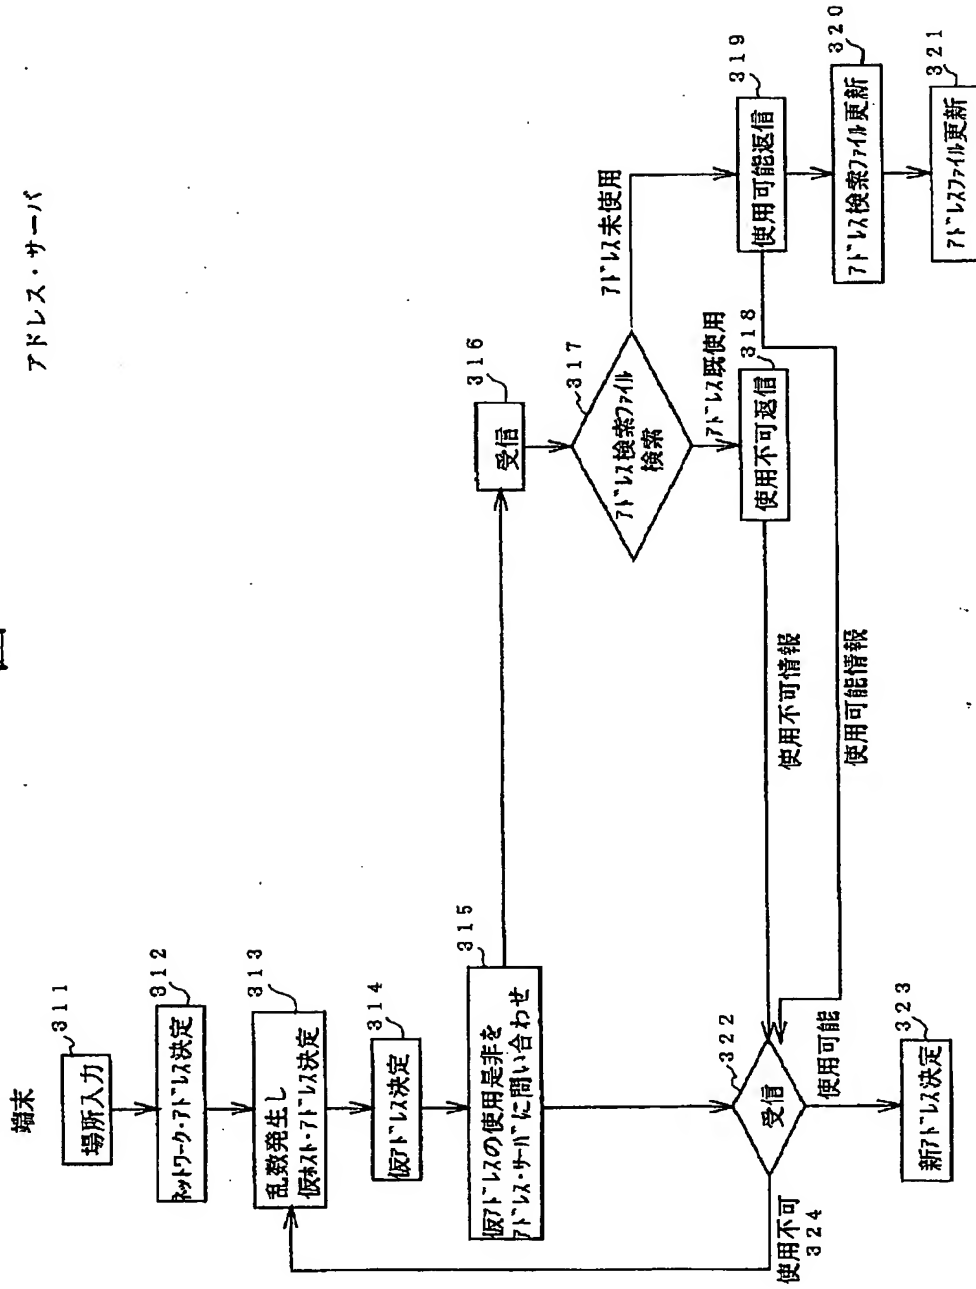 端末
アドレス・サーバ
311
場所入力
312
ネットワーク・アドレス決定
313
乱数発生し
仮ホスト・アドレス決定
314
仮アドレス決定
315
仮アドレスの使用是非を
アドレス・サーバに問い合わせ
316
受信
317
アドレス検索ファイル
検索
アドレス未使用
アドレス既使用
318
使用不可返信
319
使用可能返信
320
アドレス検索ファイル更新
321
アドレスファイル更新
使用不可情報
使用可能情報
322
受信
使用可能
323
新アドレス決定
使用不可
324